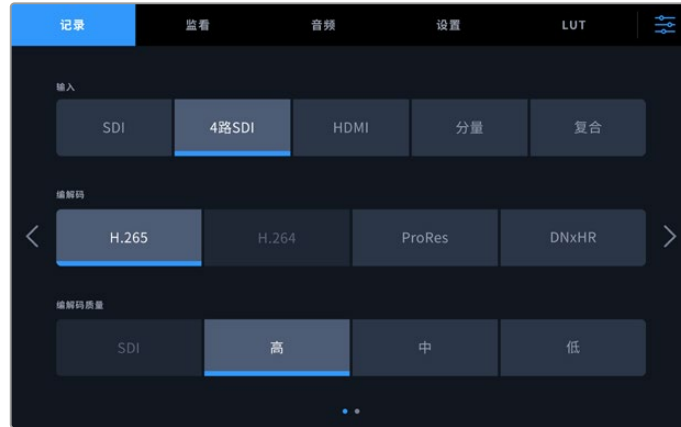 记录 监看 音频 设置 LUT
输入
SDI 4路SDI HDMI 分量 复合
编解码
H.265 H.264 ProRes DNxHR
编解码质量
SDI 高 中 低